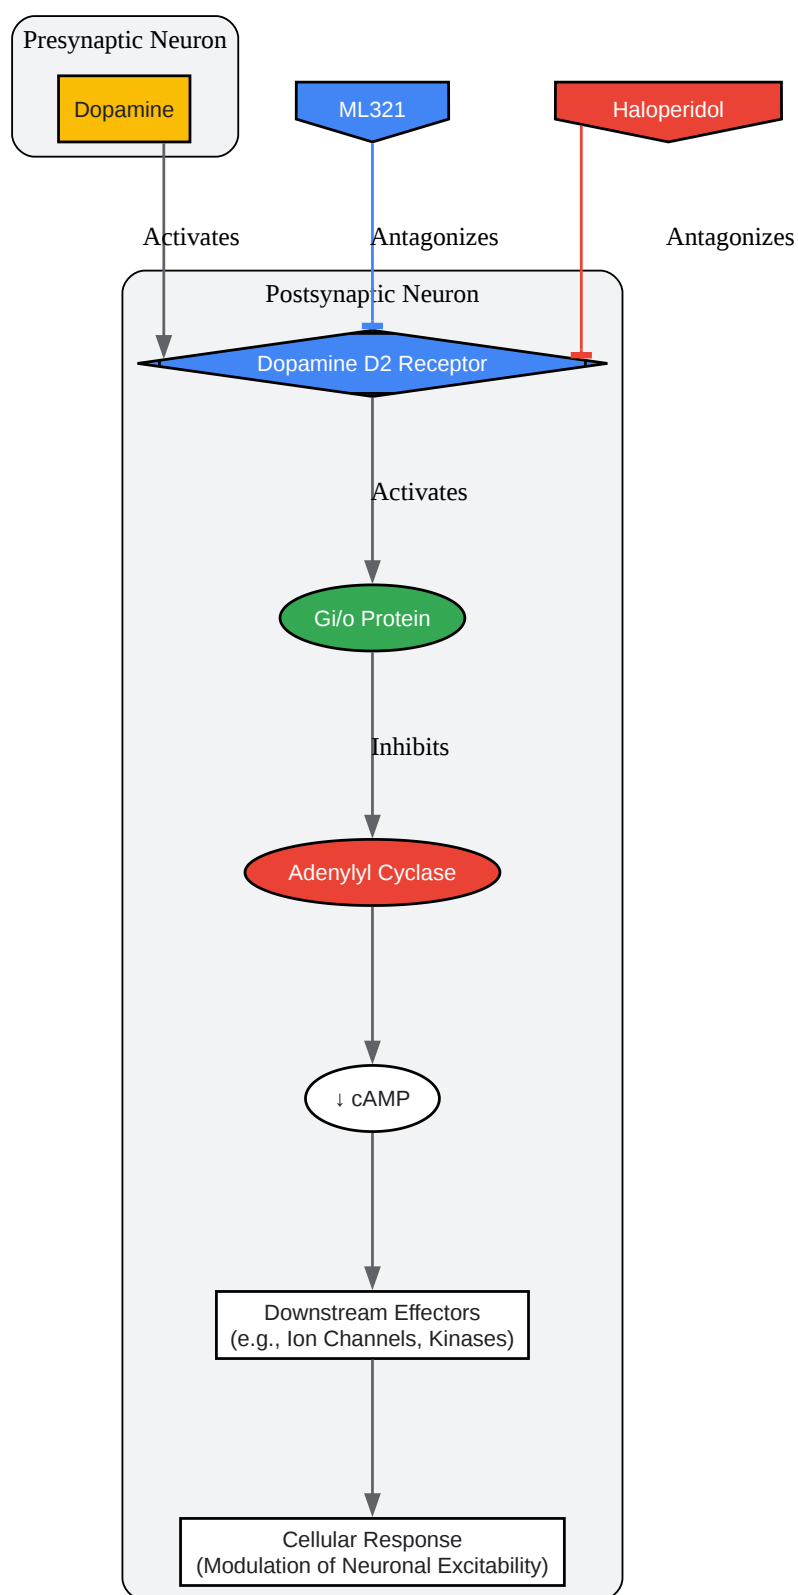 Presynaptic Neuron
Dopamine
ML321
Haloperidol
Activates
Antagonizes
Antagonizes
Postsynaptic Neuron
Dopamine D2 Receptor
Activates
Gi/o Protein
Inhibits
Adenylyl Cyclase
↓ cAMP
Downstream Effectors
(e.g., Ion Channels, Kinases)
Cellular Response
(Modulation of Neuronal Excitability)